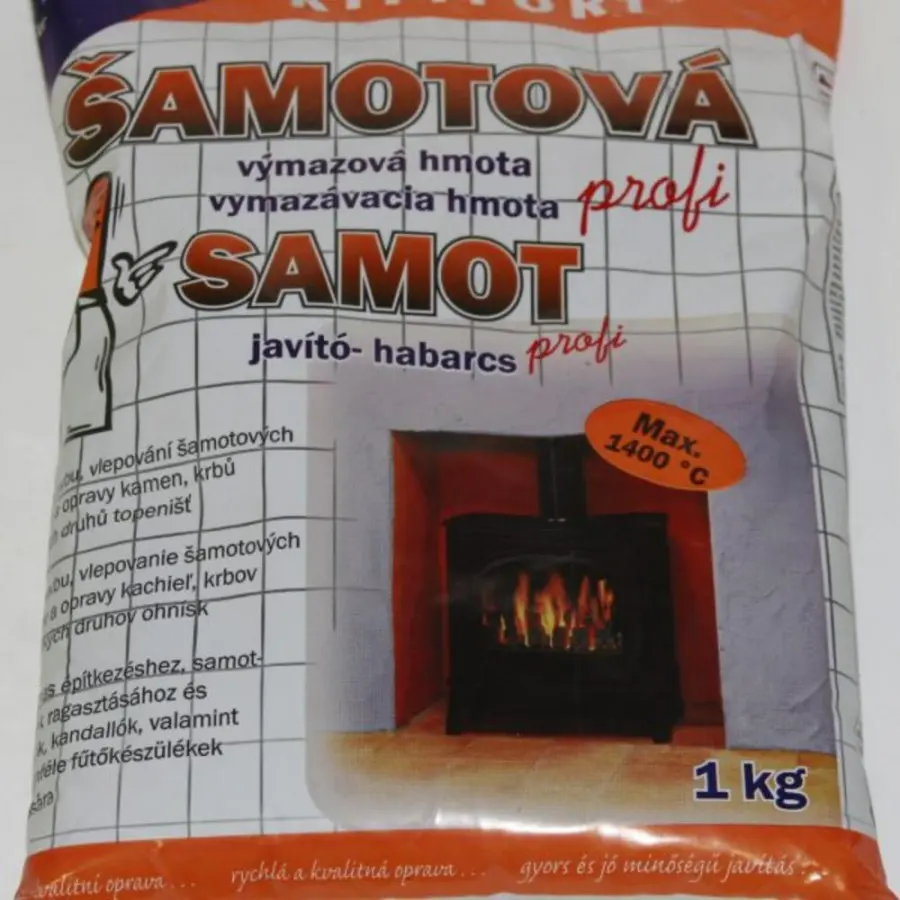 ŠAMOTOVÁ
výmazová hmota
vymazávacia hmota profi
SAMOT
javító- habarcs profi
Max.
1400 °C
vlepování šamotových
opravy kamen, krbů
druhů topenišť
vlepovanie šamotových
a opravy kachieľ, krbov
druhov ohnísk
építkezéshez, samot-
ragasztásához és
kandallók, valamint
fűtőkészülékek
1 kg
oprava . . . rychlá a kvalitná oprava . . . gyors és jó minőségű javítás